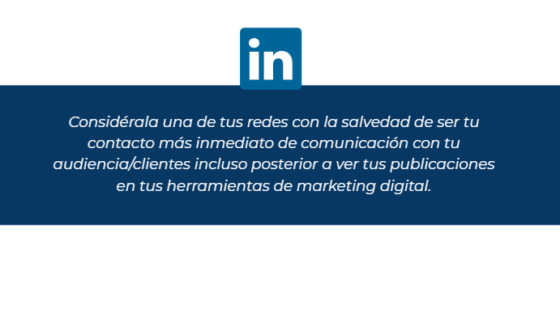 in
Considérala una de tus redes con la salvedad de ser tu
contacto más inmediato de comunicación con tu
audiencia/clientes incluso posterior a ver tus publicaciones
en tus herramientas de marketing digital.